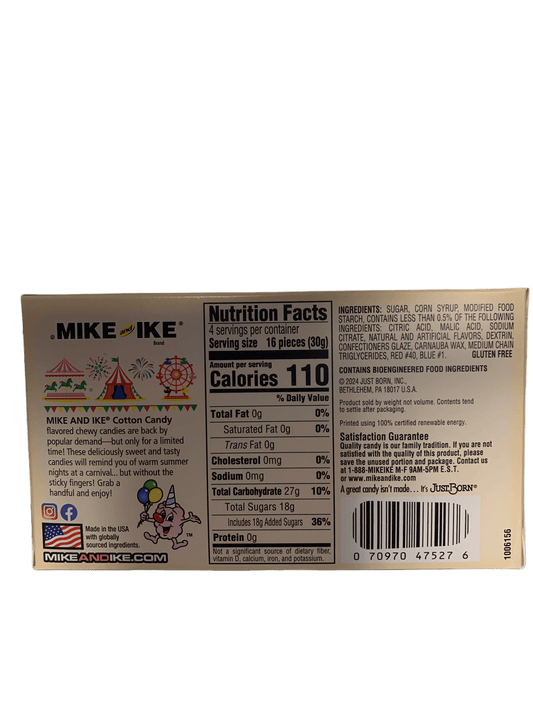 MIKE and IKE®
Brand
MIKE AND IKE® Cotton Candy
flavored chewy candies are back by
popular demand—but only for a limited
time! These deliciously sweet and tasty
candies will remind you of warm summer
nights at a carnival... but without the
sticky fingers! Grab a
handful and enjoy!
Made in the USA
with globally
sourced ingredients.
TM
MIKEANDIKE.COM
Nutrition Facts
4 servings per container
Serving size 16 pieces (30g)
Amount per serving
Calories 110
% Daily Value
Total Fat 0g 0%
Saturated Fat 0g 0%
Trans Fat 0g
Cholesterol 0mg 0%
Sodium 0mg 0%
Total Carbohydrate 27g 10%
Total Sugars 18g
Includes 18g Added Sugars 36%
Protein 0g
Not a significant source of dietary fiber,
vitamin D, calcium, iron, and potassium.
INGREDIENTS: SUGAR, CORN SYRUP, MODIFIED FOOD
STARCH, CONTAINS LESS THAN 0.5% OF THE FOLLOWING
INGREDIENTS: CITRIC ACID, MALIC ACID, SODIUM
CITRATE, NATURAL AND ARTIFICIAL FLAVORS, DEXTRIN,
CONFECTIONERS GLAZE, CARNAUBA WAX, MEDIUM CHAIN
TRIGLYCERIDES, RED #40, BLUE #1. GLUTEN FREE
CONTAINS BIOENGINEERED FOOD INGREDIENTS
© 2024 JUST BORN, INC.,
BETHLEHEM, PA 18017 U.S.A.
Product sold by weight not volume. Contents tend
to settle after packaging.
Printed using 100% certified renewable energy.
Satisfaction Guarantee
Quality candy is our family tradition. If you are not
satisfied with the quality of this product, please
save the unused portion and package. Contact us
at 1-888-MIKEIKE M-F 9AM-5PM E.S.T.
or www.mikeandike.com
A great candy isn't made... It's JUST BORN®
0 70970 47527 6
1006156